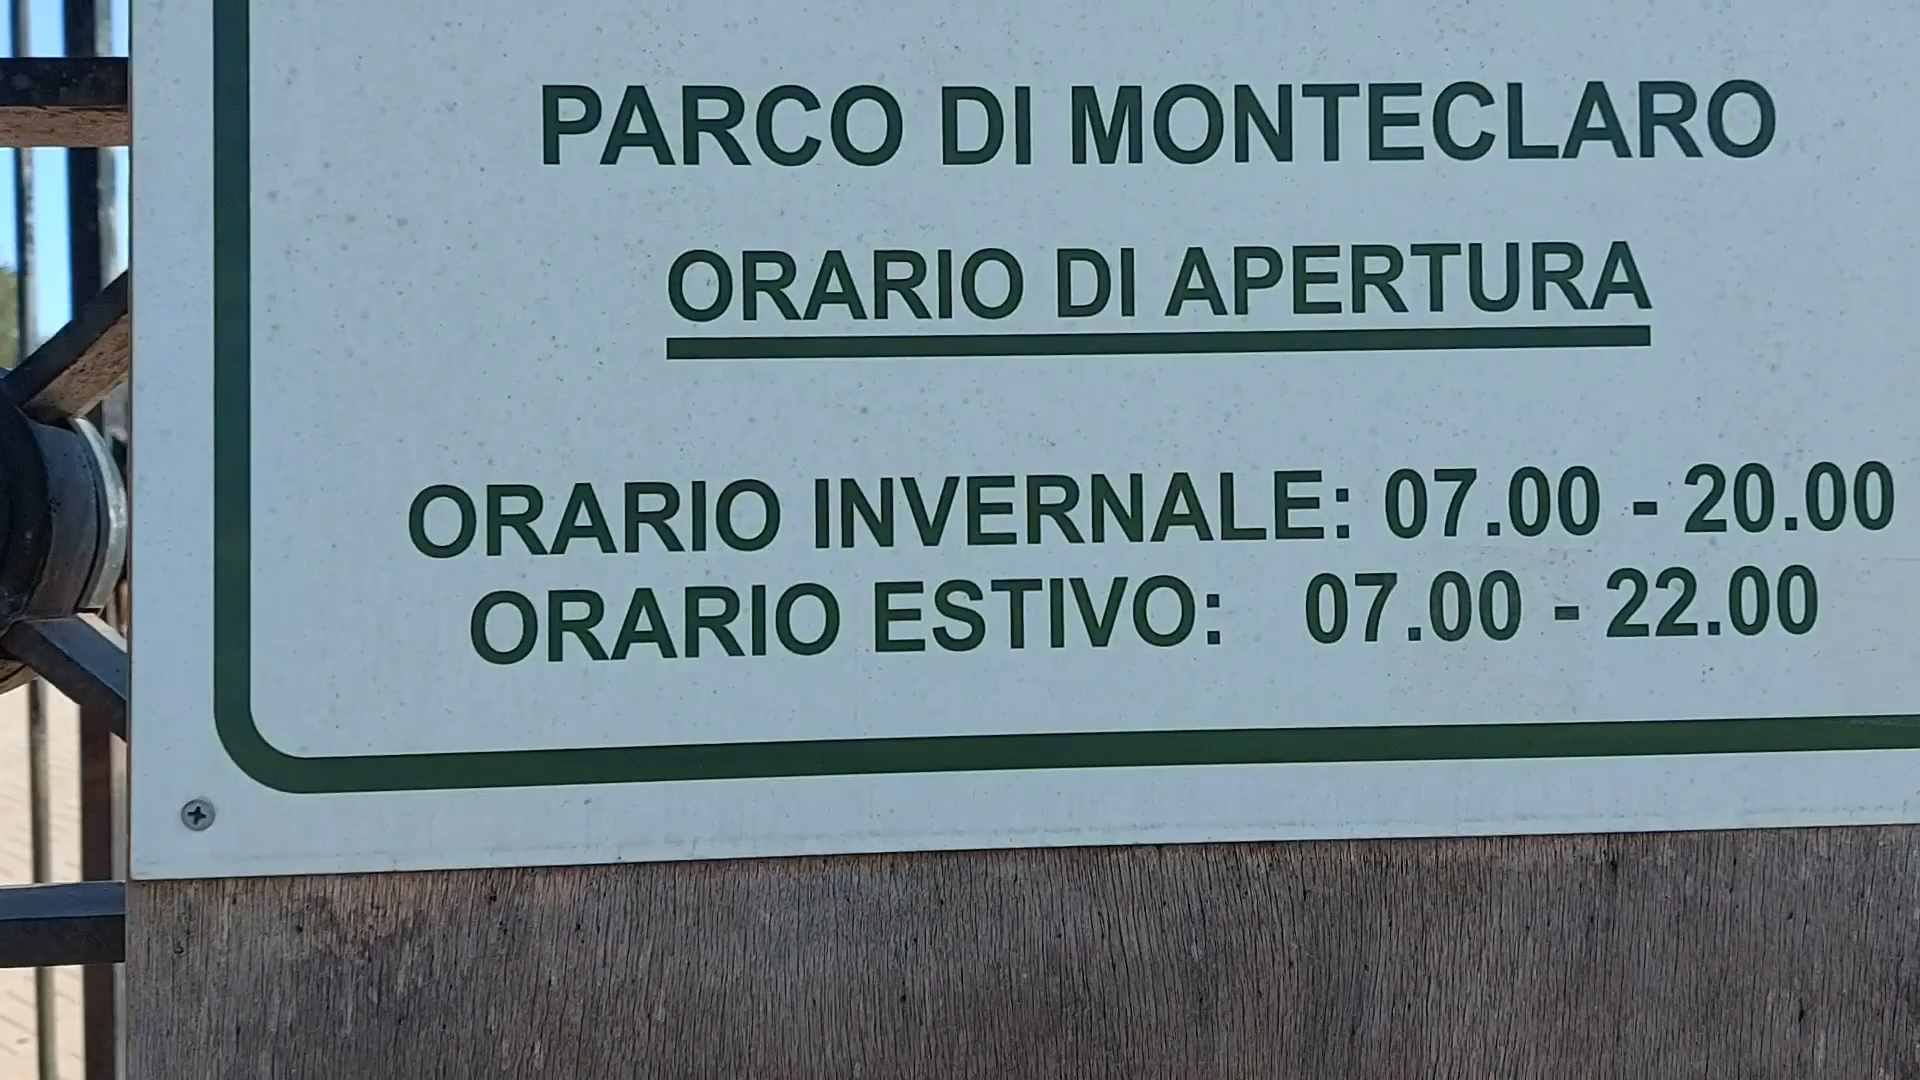 PARCO DI MONTECLARO
ORARIO DI APERTURA
ORARIO INVERNALE: 07.00 - 20.00
ORARIO ESTIVO: 07.00 - 22.00